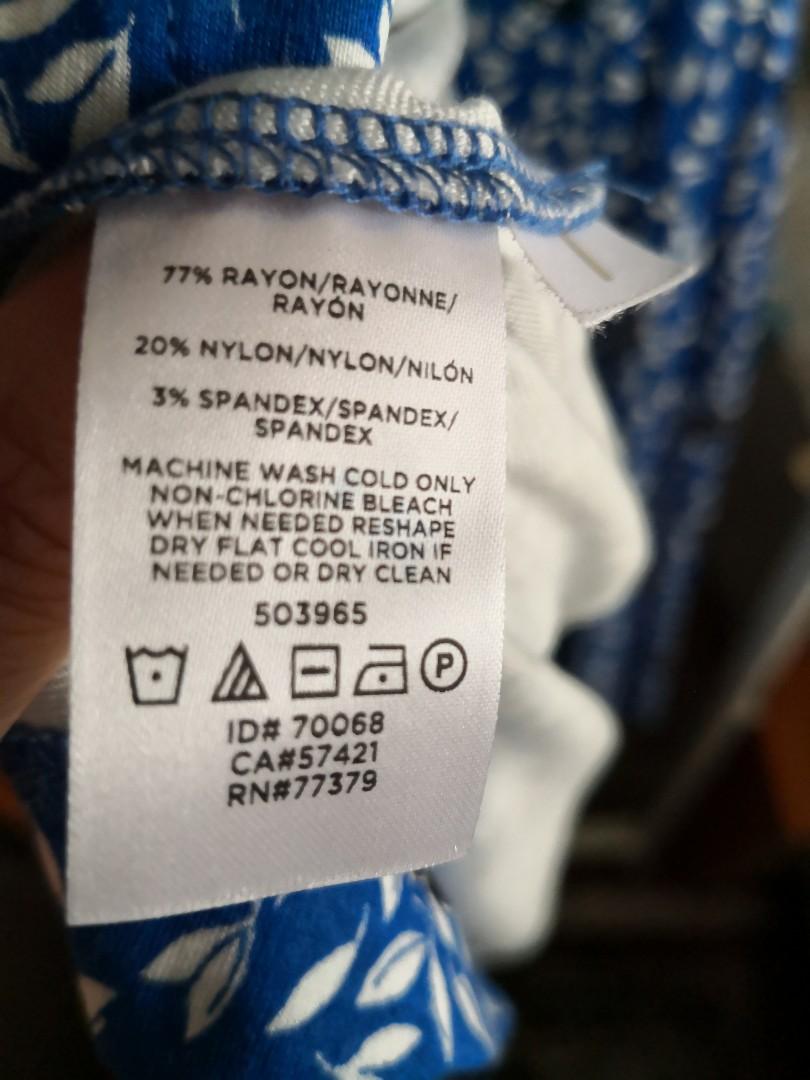 77% RAYON/RAYONNE/
RAYÓN
20% NYLON/NYLON/NILÓN
3% SPANDEX/SPANDEX/
SPANDEX
MACHINE WASH COLD ONLY
NON-CHLORINE BLEACH
WHEN NEEDED RESHAPE
DRY FLAT COOL IRON IF
NEEDED OR DRY CLEAN
503965
P
ID# 70068
CA#57421
RN#77379